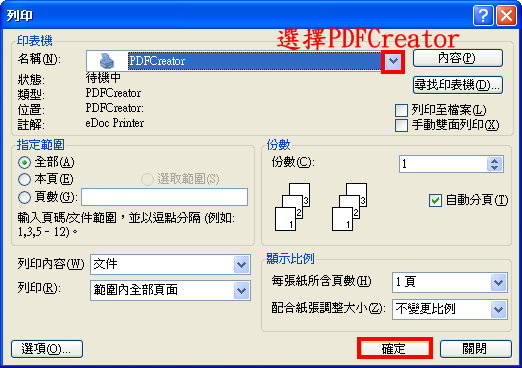 列印
選擇PDFCreator
印表機
名稱(N): PDFCreator 內容(P)
狀態: 待機中
類型: PDFCreator 尋找印表機(D)...
位置: PDFCreator:
註解: eDoc Printer
列印至檔案(L)
手動雙面列印(X)
指定範圍
全部(A)
本頁(E) 選取範圍(S)
頁數(G):
輸入頁碼/文件範圍，並以逗點分隔 (例如:
1,3,5－12)。
份數
份數(C): 1
1 2 3 1 2 3
自動分頁(T)
列印內容(W) 文件
列印(R): 範圍內全部頁面
顯示比例
每張紙所含頁數(H) 1 頁
配合紙張調整大小(Z): 不變更比例
選項(O)... 確定 關閉